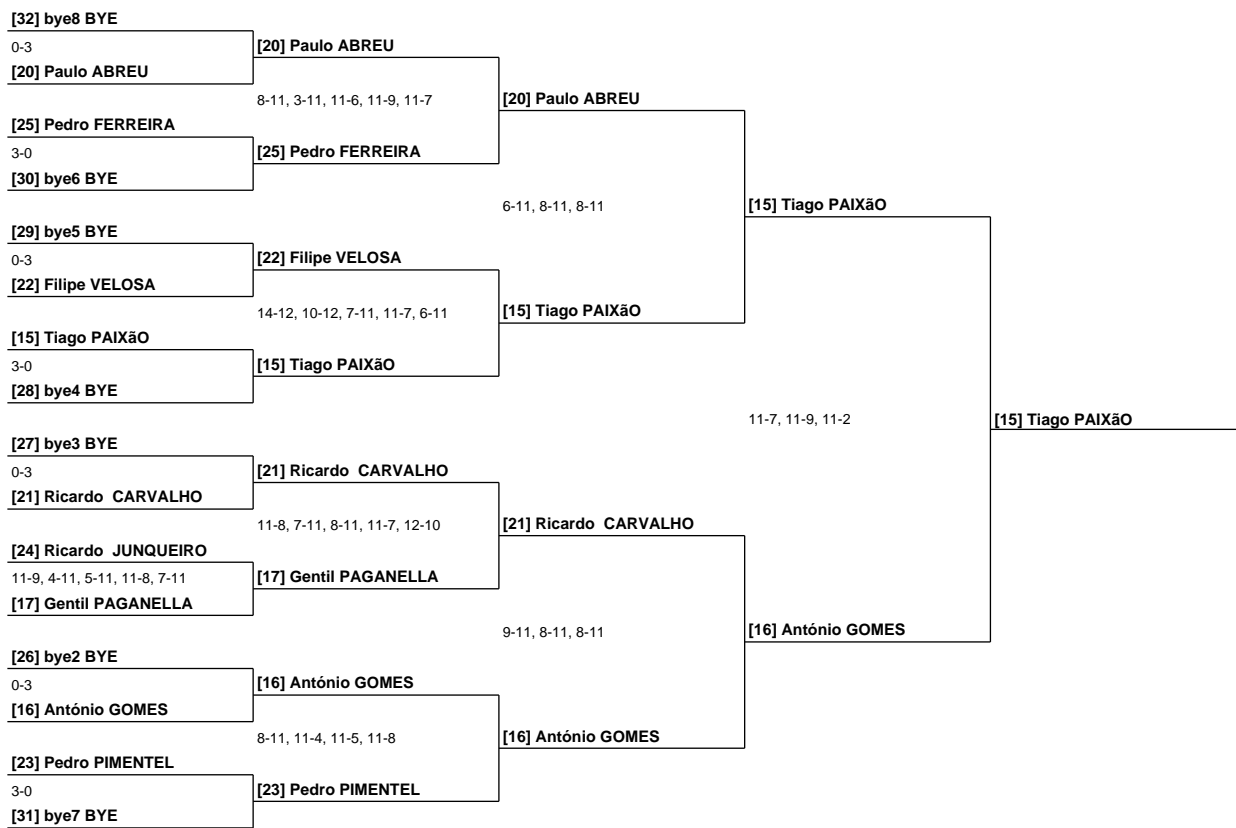 [32] bye8 BYE
0-3
[20] Paulo ABREU
[20] Paulo ABREU
8-11, 3-11, 11-6, 11-9, 11-7
[20] Paulo ABREU
[25] Pedro FERREIRA
3-0
[25] Pedro FERREIRA
[30] bye6 BYE
6-11, 8-11, 8-11
[15] Tiago PAIXãO
[29] bye5 BYE
0-3
[22] Filipe VELOSA
[22] Filipe VELOSA
14-12, 10-12, 7-11, 11-7, 6-11
[15] Tiago PAIXãO
[15] Tiago PAIXãO
3-0
[15] Tiago PAIXãO
[28] bye4 BYE
11-7, 11-9, 11-2
[15] Tiago PAIXãO
[27] bye3 BYE
0-3
[21] Ricardo  CARVALHO
[21] Ricardo  CARVALHO
11-8, 7-11, 8-11, 11-7, 12-10
[21] Ricardo  CARVALHO
[24] Ricardo  JUNQUEIRO
11-9, 4-11, 5-11, 11-8, 7-11
[17] Gentil PAGANELLA
[17] Gentil PAGANELLA
9-11, 8-11, 8-11
[16] António GOMES
[26] bye2 BYE
0-3
[16] António GOMES
[16] António GOMES
8-11, 11-4, 11-5, 11-8
[16] António GOMES
[23] Pedro PIMENTEL
3-0
[23] Pedro PIMENTEL
[31] bye7 BYE